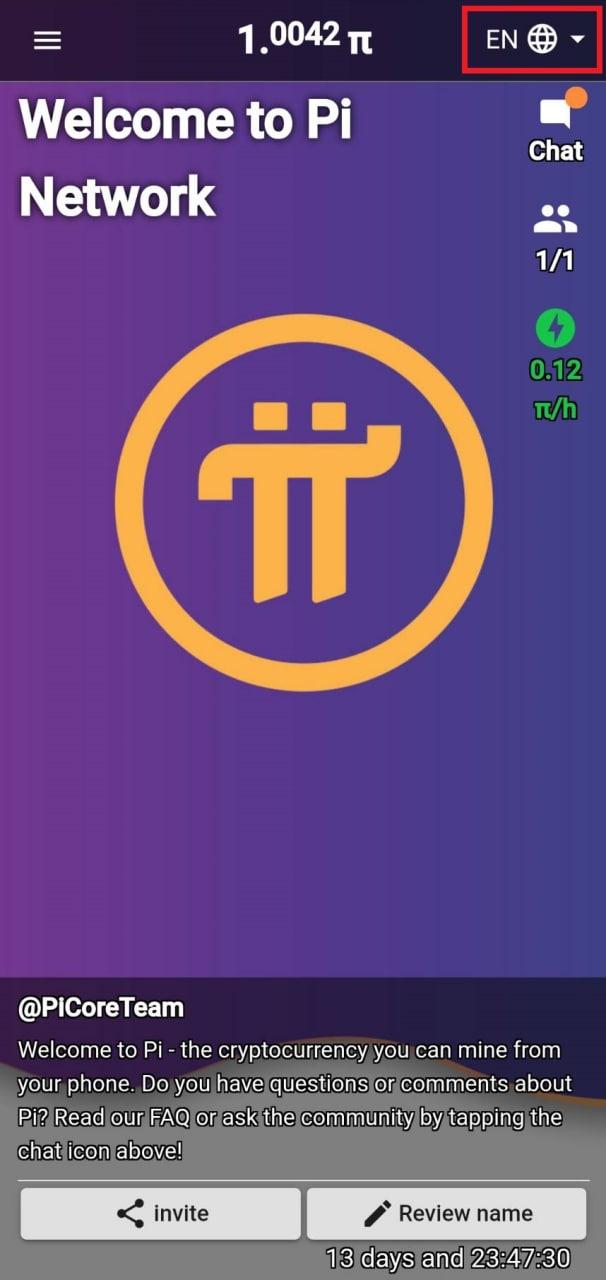 1.0042 π
EN
Welcome to Pi
Network
Chat
1/1
0.12
π/h
@PiCoreTeam
Welcome to Pi - the cryptocurrency you can mine from
your phone. Do you have questions or comments about
Pi? Read our FAQ or ask the community by tapping the
chat icon above!
invite
Review name
13 days and 23:47:30